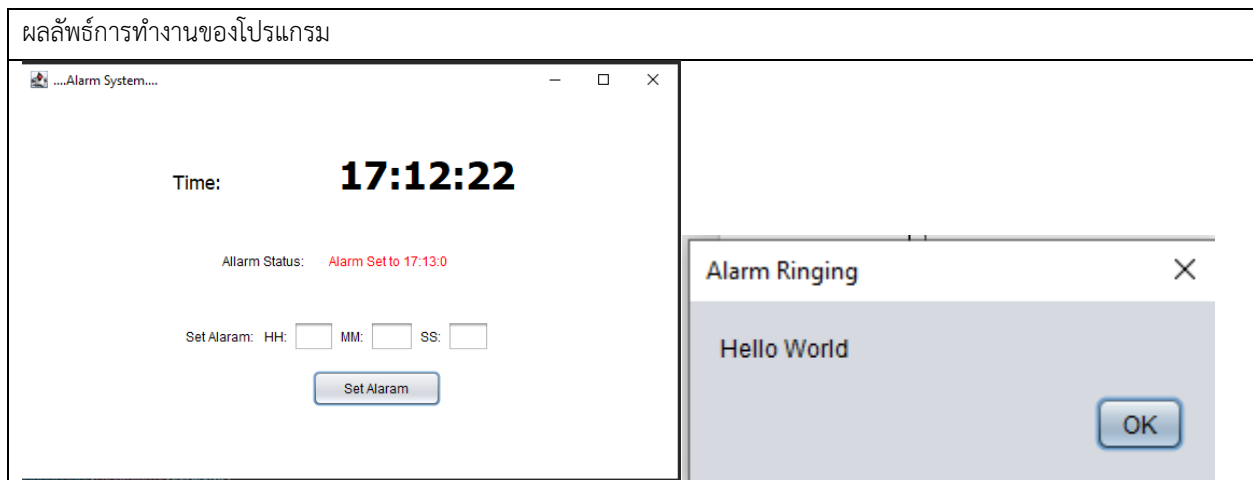 ผลลัพธ์การทำงานของโปรแกรม
....Alarm System....
Time: 17:12:22
Allarm Status: Alarm Set to 17:13:0
Set Alaram: HH: MM: SS:
Set Alaram
Alarm Ringing
Hello World
OK